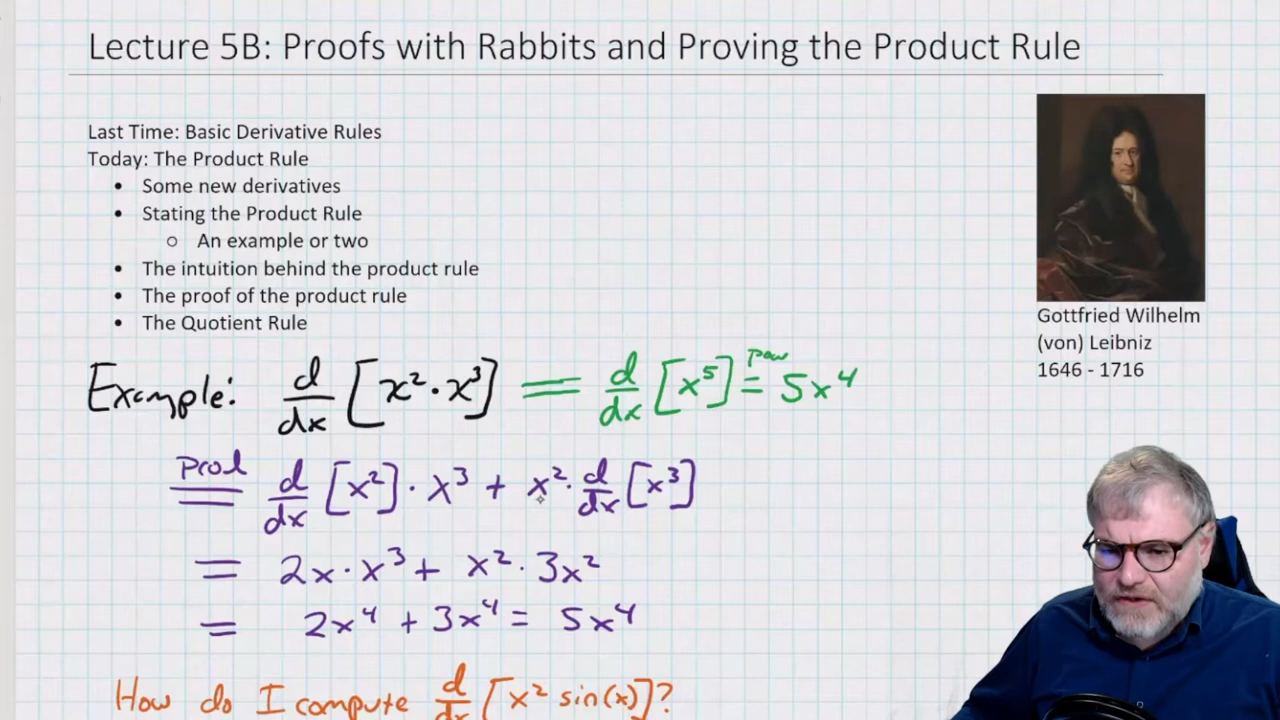 Lecture 5B: Proofs with Rabbits and Proving the Product Rule
Last Time: Basic Derivative Rules
Today: The Product Rule
• Some new derivatives
• Stating the Product Rule
○ An example or two
• The intuition behind the product rule
• The proof of the product rule
• The Quotient Rule
Gottfried Wilhelm
(von) Leibniz
1646 - 1716
Example: d/dx [x² · x³] = d/dx [x⁵] =^pow 5x⁴
=^prod d/dx [x²] · x³ + x² · d/dx [x³]
= 2x · x³ + x² · 3x²
= 2x⁴ + 3x⁴ = 5x⁴
How do I compute d/dx [x² sin(x)]?